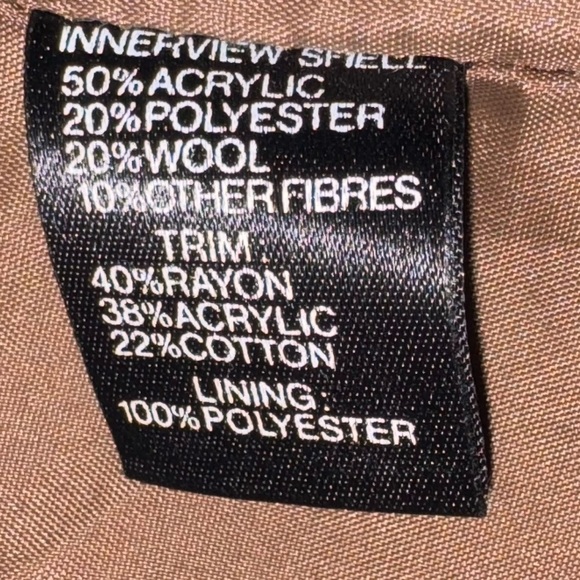 INNERVIEW SHELL
50% ACRYLIC
20% POLYESTER
20% WOOL
10% OTHER FIBRES
TRIM:
40% RAYON
38% ACRYLIC
22% COTTON
LINING:
100% POLYESTER